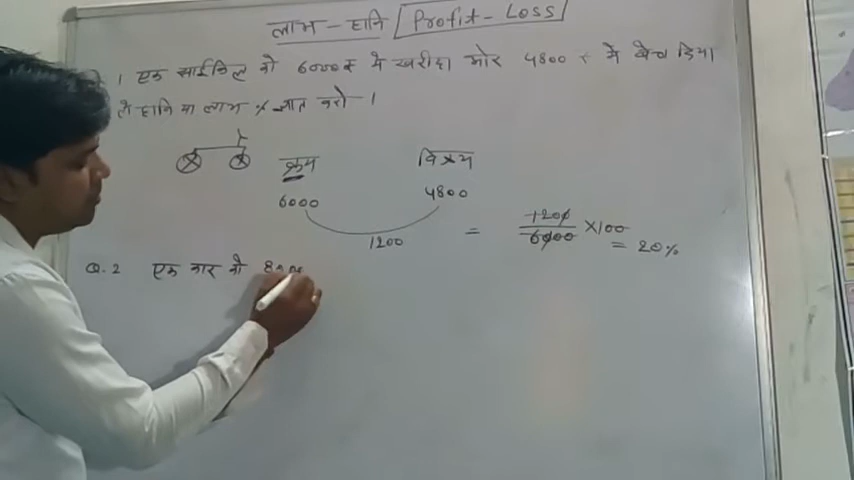 लाभ - हानि Profit - Loss
1 एक साईकिल को 6000₹ मे खरीदा और 4800 ₹ मे बेच दिया
तो हानि या लाभ % ज्ञात करो ।
क्रय विक्रय
6000 4800
1200 = 1200/6000 ×100
= 20%
Q.2 एक कार को